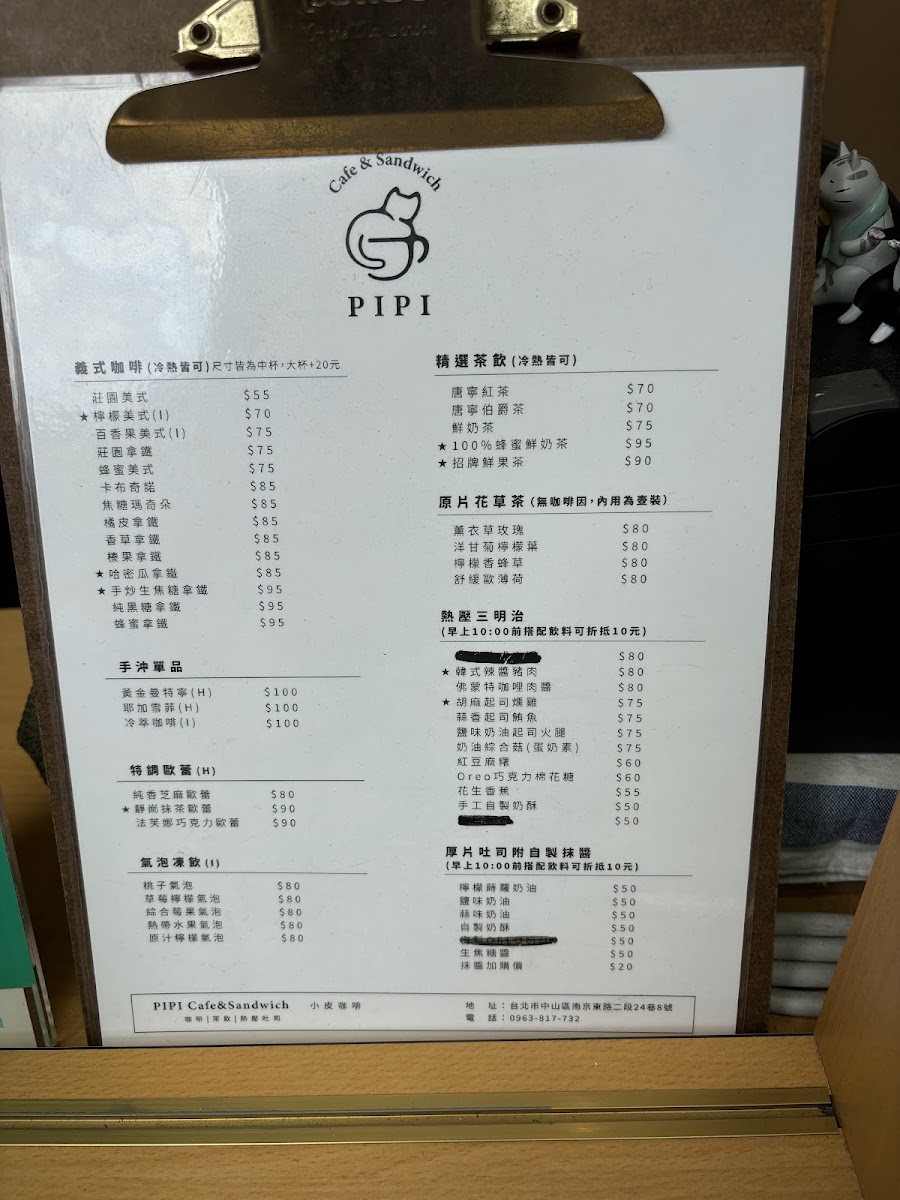 Cafe & Sandwich
PIPI
義式咖啡(冷熱皆可)尺寸皆為中杯,大杯+20元
莊園美式 $55
★檸檬美式(I) $70
百香果美式(I) $75
莊園拿鐵 $75
蜂蜜美式 $75
卡布奇諾 $85
焦糖瑪奇朵 $85
橘皮拿鐵 $85
香草拿鐵 $85
榛果拿鐵 $85
★哈密瓜拿鐵 $85
★手炒生焦糖拿鐵 $95
純黑糖拿鐵 $95
蜂蜜拿鐵 $95
手沖單品
黃金曼特寧(H) $100
耶加雪菲(H) $100
冷萃咖啡(I) $100
特調歐蕾(H)
純香芝麻歐蕾 $80
★靜崗抹茶歐蕾 $90
法芙娜巧克力歐蕾 $90
氣泡凍飲(I)
桃子氣泡 $80
草莓檸檬氣泡 $80
綜合莓果氣泡 $80
熱帶水果氣泡 $80
原汁檸檬氣泡 $80
精選茶飲(冷熱皆可)
唐寧紅茶 $70
唐寧伯爵茶 $70
鮮奶茶 $75
★100%蜂蜜鮮奶茶 $95
★招牌鮮果茶 $90
原片花草茶(無咖啡因,內用為壺裝)
薰衣草玫瑰 $80
洋甘菊檸檬葉 $80
檸檬香蜂草 $80
舒緩歐薄荷 $80
熱壓三明治
(早上10:00前搭配飲料可折抵10元)
$80
★韓式辣醬豬肉 $80
佛蒙特咖哩肉醬 $80
★胡麻起司燻雞 $75
蒜香起司鮪魚 $75
鹽味奶油起司火腿 $75
奶油綜合菇(蛋奶素) $75
紅豆麻糬 $60
Oreo巧克力棉花糖 $60
花生香蕉 $55
手工自製奶酥 $50
$50
厚片吐司附自製抹醬
(早上10:00前搭配飲料可折抵10元)
檸檬蒔蘿奶油 $50
鹽味奶油 $50
蒜味奶油 $50
自製奶酥 $50
$50
生焦糖醬 $50
抹醬加購價 $20
PIPI Cafe&Sandwich 小皮咖啡
咖啡|茶飲|熱壓吐司
地 址:台北市中山區南京東路二段24巷8號
電 話:0963-817-732